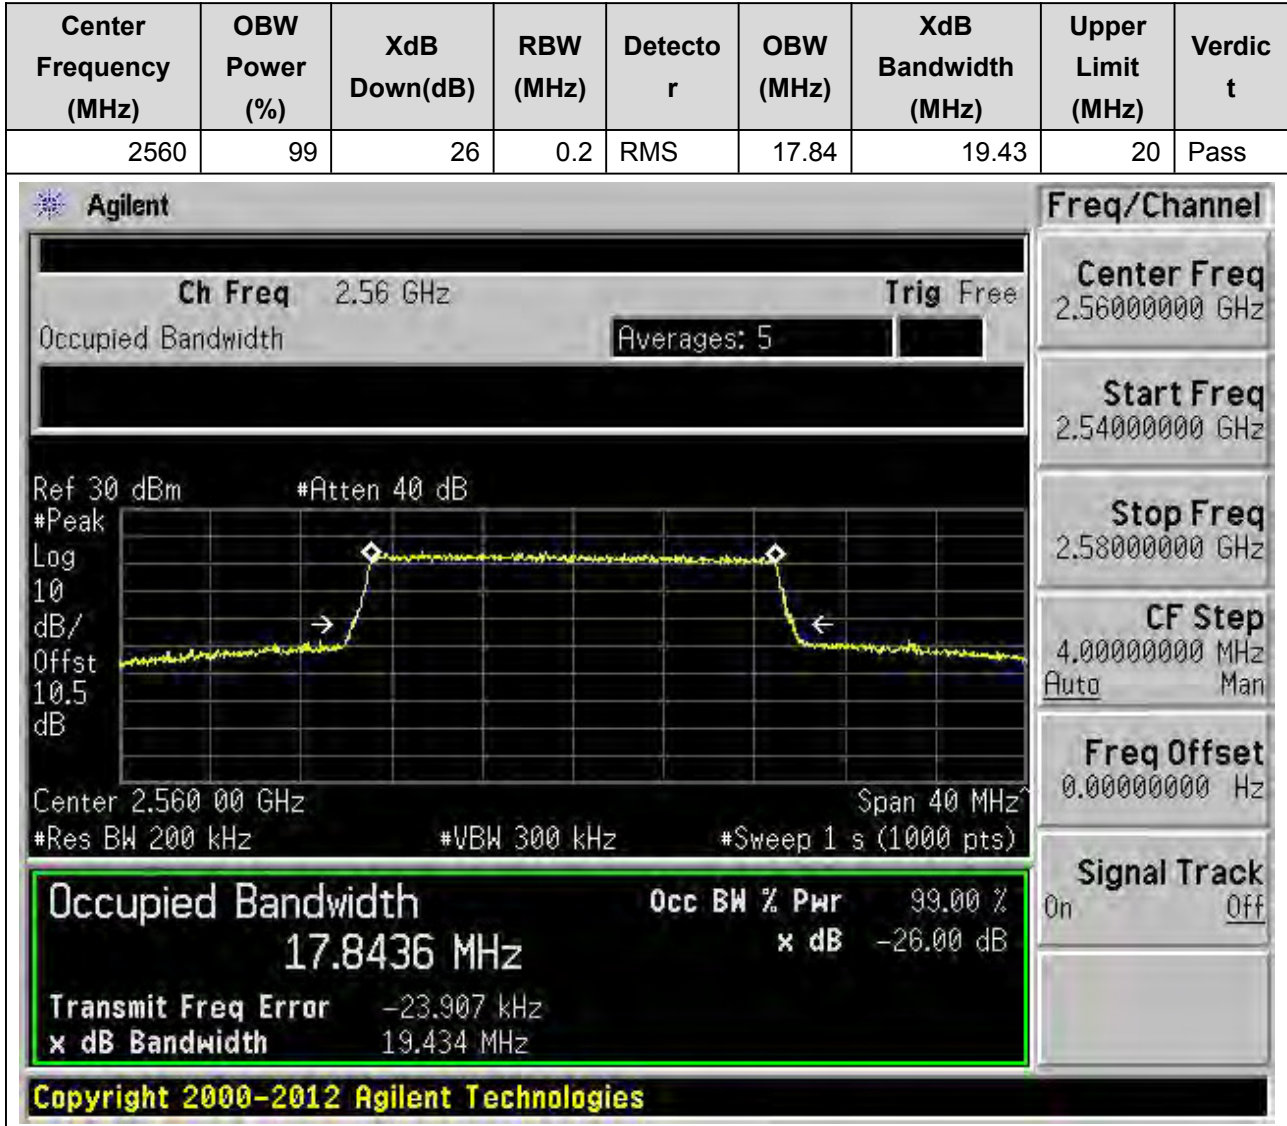 Center Frequency (MHz) OBW Power (%) XdB Down(dB) RBW (MHz) Detecto r OBW (MHz) XdB Bandwidth (MHz) Upper Limit (MHz) Verdic t
2560 99 26 0.2 RMS 17.84 19.43 20 Pass
Agilent
Freq/Channel
Ch Freq 2.56 GHz Trig Free
Occupied Bandwidth Averages: 5
Center Freq
2.56000000 GHz
Start Freq
2.54000000 GHz
Stop Freq
2.58000000 GHz
CF Step
4.00000000 MHz
Auto Man
Freq Offset
0.00000000 Hz
Signal Track
On Off
Ref 30 dBm #Atten 40 dB
#Peak
Log
10
dB/
Offst
10.5
dB
Center 2.560 00 GHz Span 40 MHz^
#Res BW 200 kHz #VBW 300 kHz #Sweep 1 s (1000 pts)
Occupied Bandwidth Occ BW % Pwr 99.00 %
17.8436 MHz x dB -26.00 dB
Transmit Freq Error -23.907 kHz
x dB Bandwidth 19.434 MHz
Copyright 2000-2012 Agilent Technologies